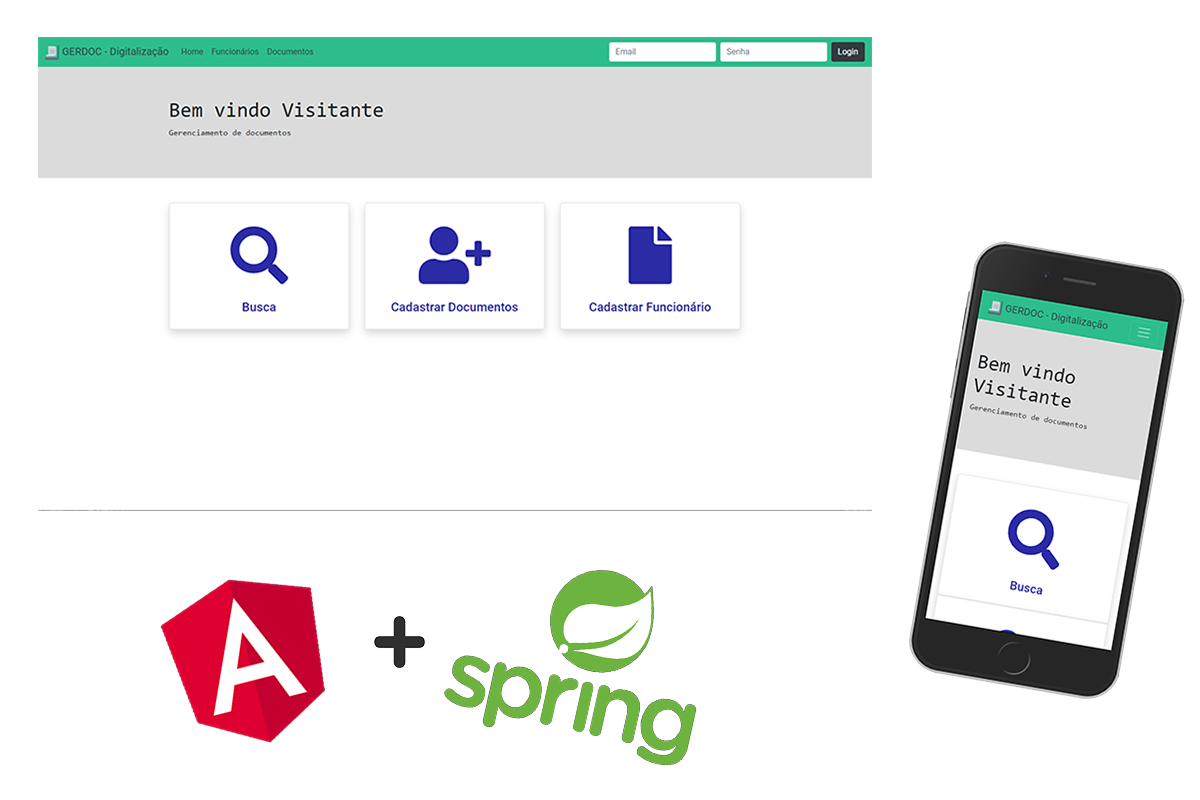 GERDOC - Digitalização Home Funcionários Documentos Email Senha Login
Bem vindo Visitante
Gerenciamento de documentos
Busca Cadastrar Documentos Cadastrar Funcionário
GERDOC - Digitalização
Bem vindo
Visitante
Gerenciamento de documentos
Busca
A + spring